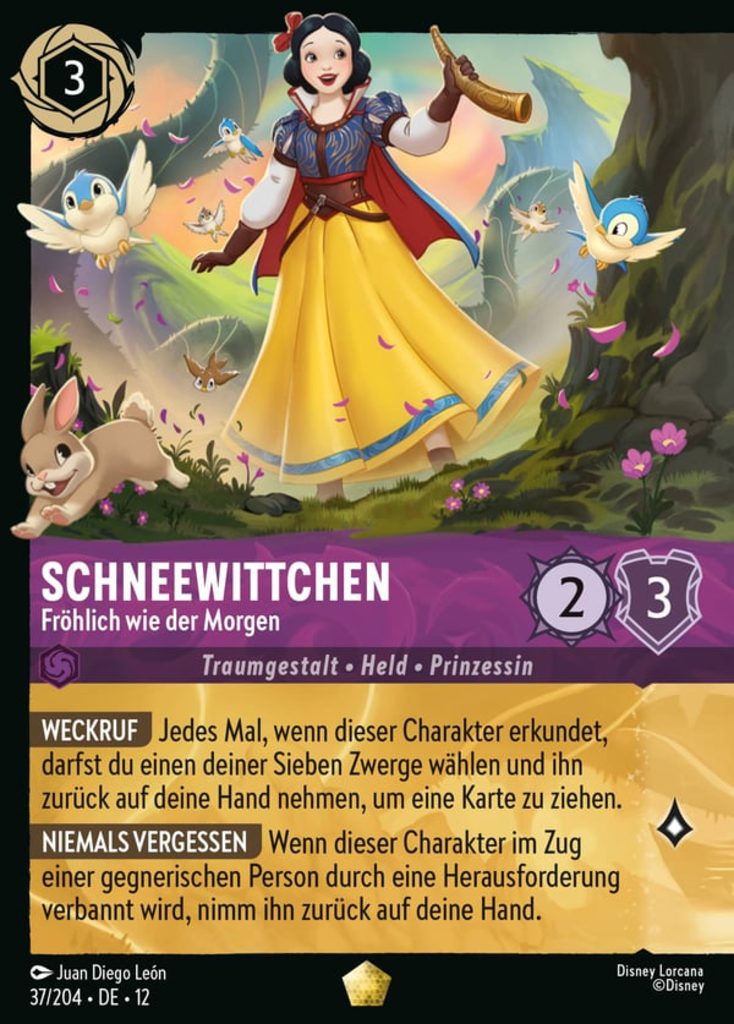 3
SCHNEEWITTCHEN
Fröhlich wie der Morgen
2
3
Traumgestalt • Held • Prinzessin
WECKRUF Jedes Mal, wenn dieser Charakter erkundet,
darfst du einen deiner Sieben Zwerge wählen und ihn
zurück auf deine Hand nehmen, um eine Karte zu ziehen.
NIEMALS VERGESSEN Wenn dieser Charakter im Zug
einer gegnerischen Person durch eine Herausforderung
verbannt wird, nimm ihn zurück auf deine Hand.
Juan Diego León
37/204 • DE • 12
Disney Lorcana
©Disney